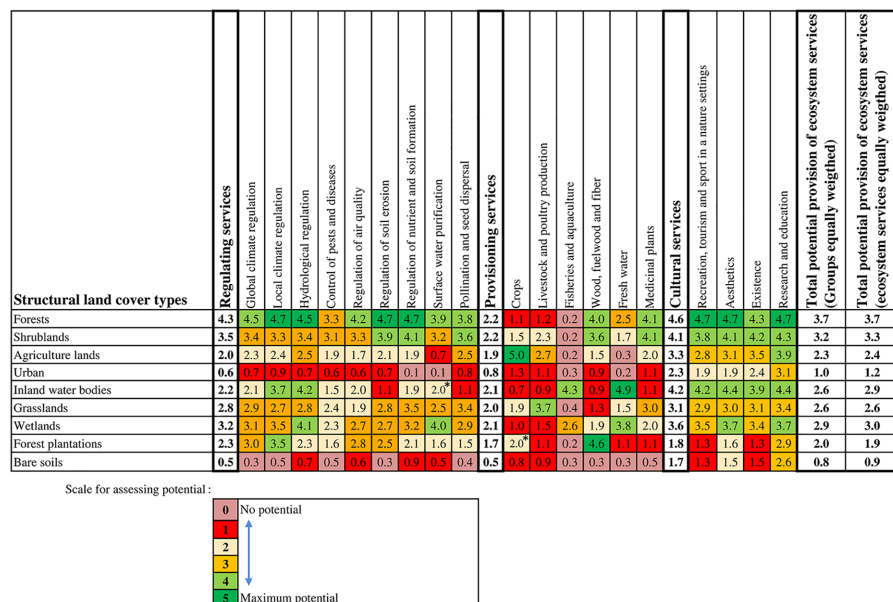 Structural land cover types
Regulating services
Global climate regulation
Local climate regulation
Hydrological regulation
Control of pests and diseases
Regulation of air quality
Regulation of soil erosion
Regulation of nutrient and soil formation
Surface water purification
Pollination and seed dispersal
Provisioning services
Crops
Livestock and poultry production
Fisheries and aquaculture
Wood, fuelwood and fiber
Fresh water
Medicinal plants
Cultural services
Recreation, tourism and sport in a nature settings
Aesthetics
Existence
Research and education
Total potential provision of ecosystem services
(Groups equally weigthed)
Total potential provision of ecosystem services
(ecosystem services equally weigthed)
Forests 4.3 4.5 4.7 4.5 3.3 4.2 4.7 4.7 3.9 3.8 2.2 1.1 1.2 0.2 4.0 2.5 4.1 4.6 4.7 4.7 4.3 4.7 3.7 3.7
Shrublands 3.5 3.4 3.3 3.4 3.1 3.3 3.9 4.1 3.2 3.6 2.2 1.5 2.3 0.2 3.6 1.7 4.1 4.1 3.8 4.1 4.2 4.3 3.3 3.3
Agriculture lands 2.0 2.3 2.4 2.5 1.9 1.7 2.1 1.9 0.7 2.5 1.9 5.0 2.7 0.2 1.5 0.3 2.0 3.3 2.8 3.1 3.5 3.9 2.3 2.4
Urban 0.6 0.7 0.9 0.6 0.6 0.6 0.7 0.1 0.1 0.8 0.8 1.3 1.1 0.2 0.9 0.2 1.1 2.3 1.9 1.9 2.4 3.1 1.0 1.2
Inland water bodies 2.2 2.1 3.7 4.2 1.5 2.0 1.1 1.9 2.0* 1.1 2.1 0.7 0.9 4.3 0.9 4.9 1.1 4.2 4.2 4.4 3.9 4.4 2.6 2.9
Grasslands 2.8 2.9 2.7 2.8 2.4 1.9 2.8 3.5 2.5 3.4 2.0 1.9 3.7 0.4 1.3 1.5 3.0 3.1 2.9 3.0 3.1 3.4 2.6 2.6
Wetlands 3.2 3.1 3.5 4.1 2.3 2.7 2.7 3.2 4.0 2.9 2.1 1.0 1.5 2.6 1.9 3.8 2.0 3.6 3.5 3.7 3.4 3.7 2.9 3.0
Forest plantations 2.3 3.0 3.5 2.3 1.6 2.8 2.5 2.1 1.6 1.5 1.7 2.0* 1.1 0.2 4.6 1.1 1.1 1.8 1.3 1.6 1.3 2.9 2.0 1.9
Bare soils 0.5 0.3 0.5 0.7 0.5 0.6 0.3 0.9 0.5 0.4 0.5 0.8 0.9 0.3 0.3 0.3 0.5 1.7 1.3 1.5 1.5 2.6 0.8 0.9
Scale for assessing potential :
0 No potential
1
2
3
4
5 Maximum potential